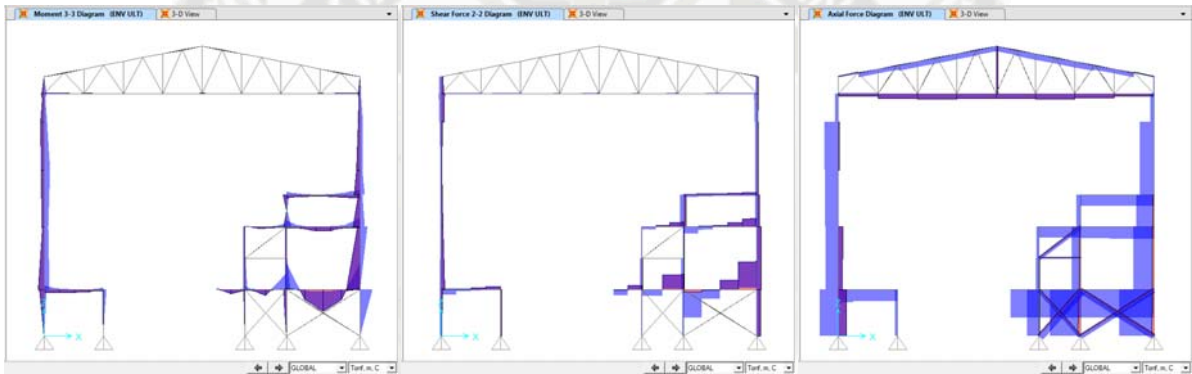 Moment 3-3 Diagram (ENV ULT) 3-D View
Shear Force 2-2 Diagram (ENV ULT) 3-D View
Axial Force Diagram (ENV ULT) 3-D View
X
X
X
GLOBAL Tonf, m, C
GLOBAL Tonf, m, C
GLOBAL Tonf, m, C